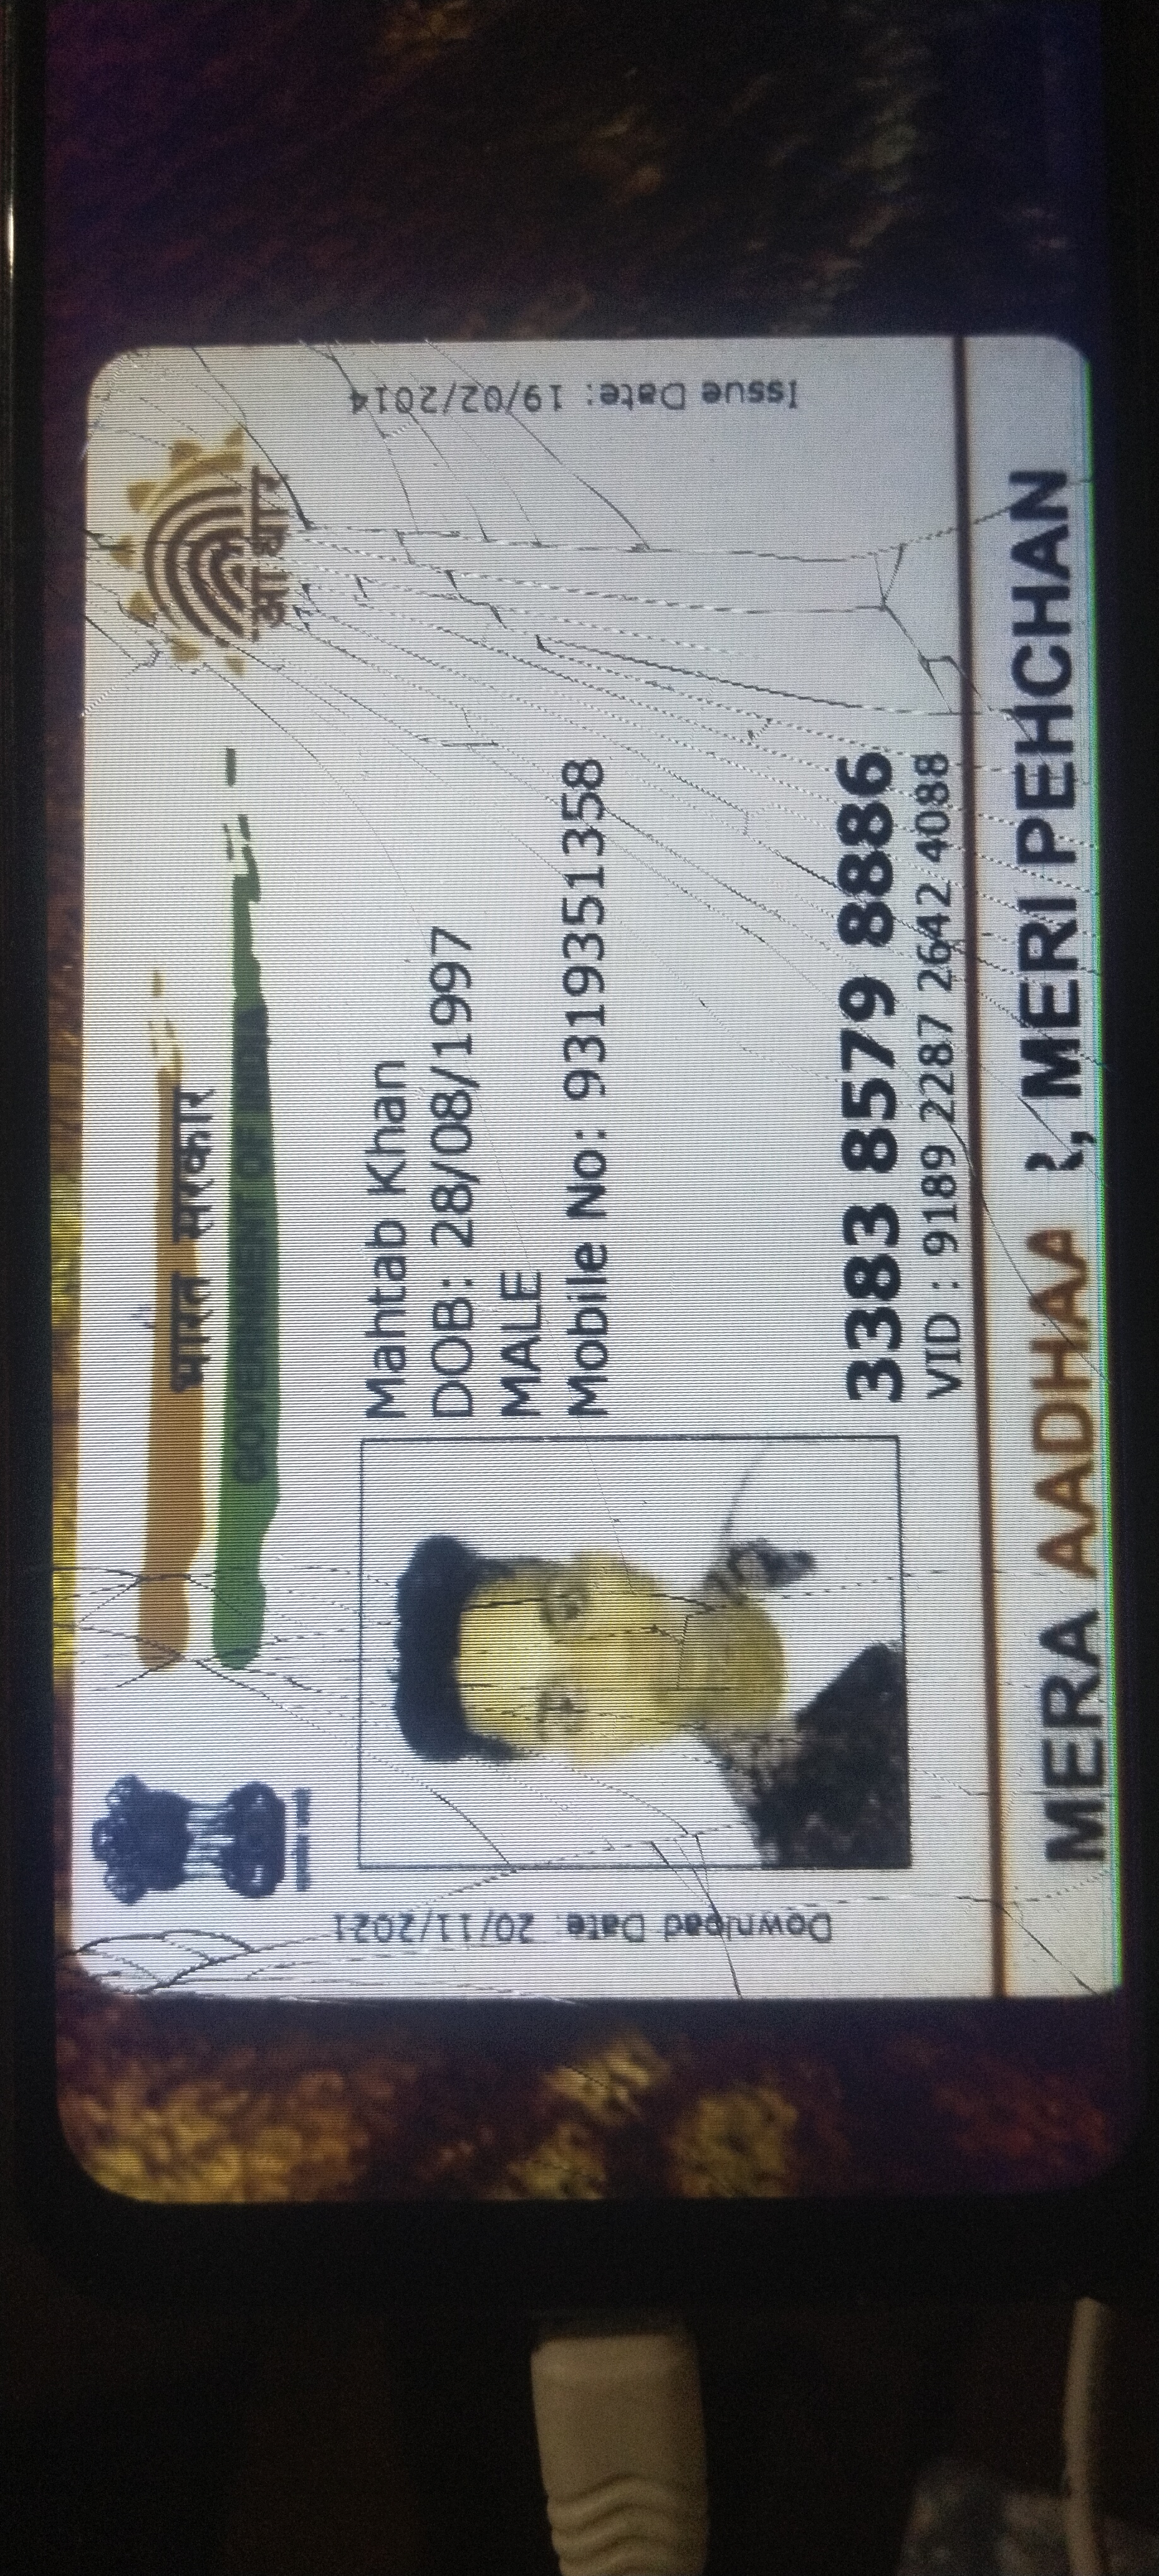 भारत सरकार
GOVERNMENT OF INDIA
आधार
Download Date: 20/11/2021
Issue Date: 19/02/2014
Mahtab Khan
DOB: 28/08/1997
MALE
Mobile No: 9319351358
3383 8579 8886
VID : 9189 2287 2642 4088
MERA AADHAA , MERI PEHCHAN